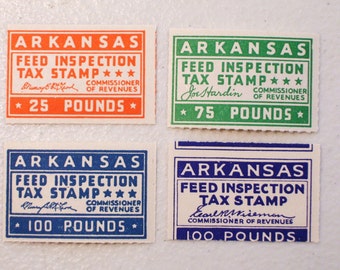 ARKANSAS
FEED INSPECTION
TAX STAMP ★★★
COMMISSIONER
OF REVENUES
★ 25 POUNDS ★
ARKANSAS
FEED INSPECTION
TAX STAMP ★★★
Joe Hardin COMMISSIONER
OF REVENUES
★ 75 POUNDS ★
ARKANSAS
FEED INSPECTION
TAX STAMP ★★★
COMMISSIONER
OF REVENUES
100 POUNDS
ARKANSAS
FEED INSPECTION
TAX STAMP
Earl R. Wiseman
COMMISSIONER OF REVENUES
100 POUNDS